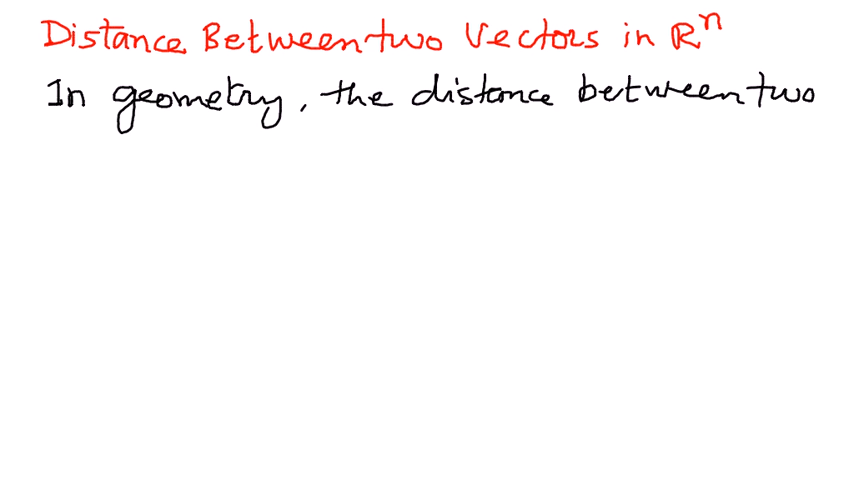 Distance Between two Vectors in Rⁿ
In geometry, the distance between two